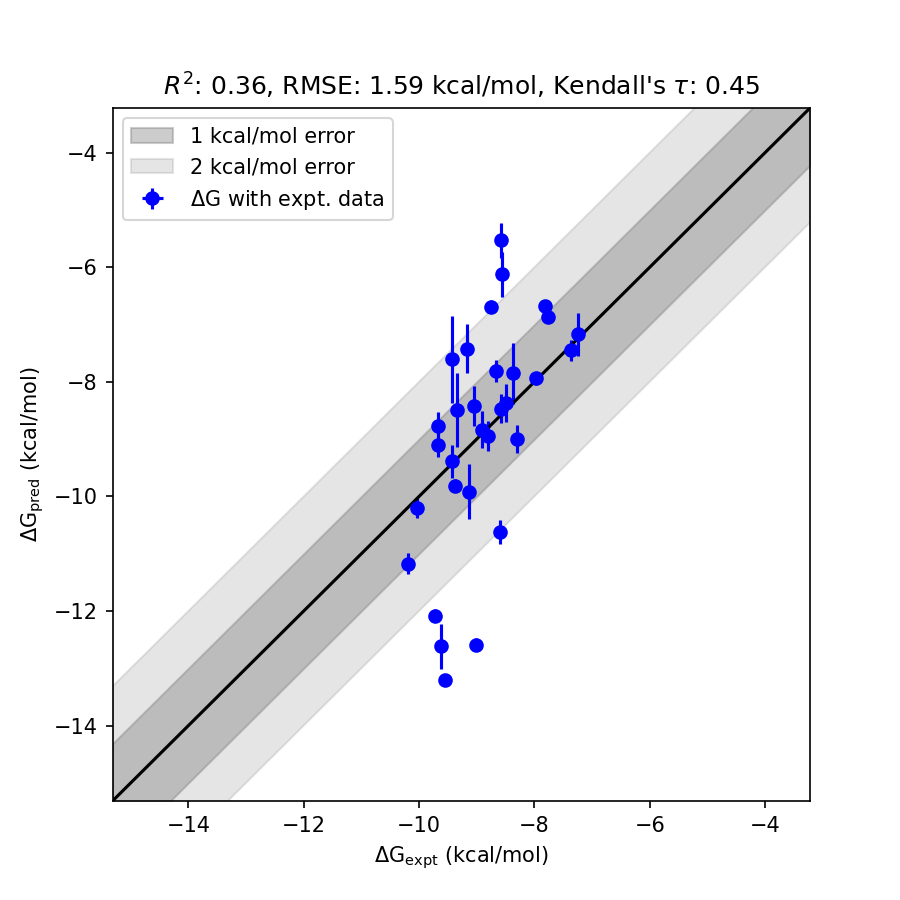 R²: 0.36, RMSE: 1.59 kcal/mol, Kendall's τ: 0.45
1 kcal/mol error
2 kcal/mol error
ΔG with expt. data
−4
−6
−8
−10
−12
−14
ΔGpred (kcal/mol)
−14 −12 −10 −8 −6 −4
ΔGexpt (kcal/mol)